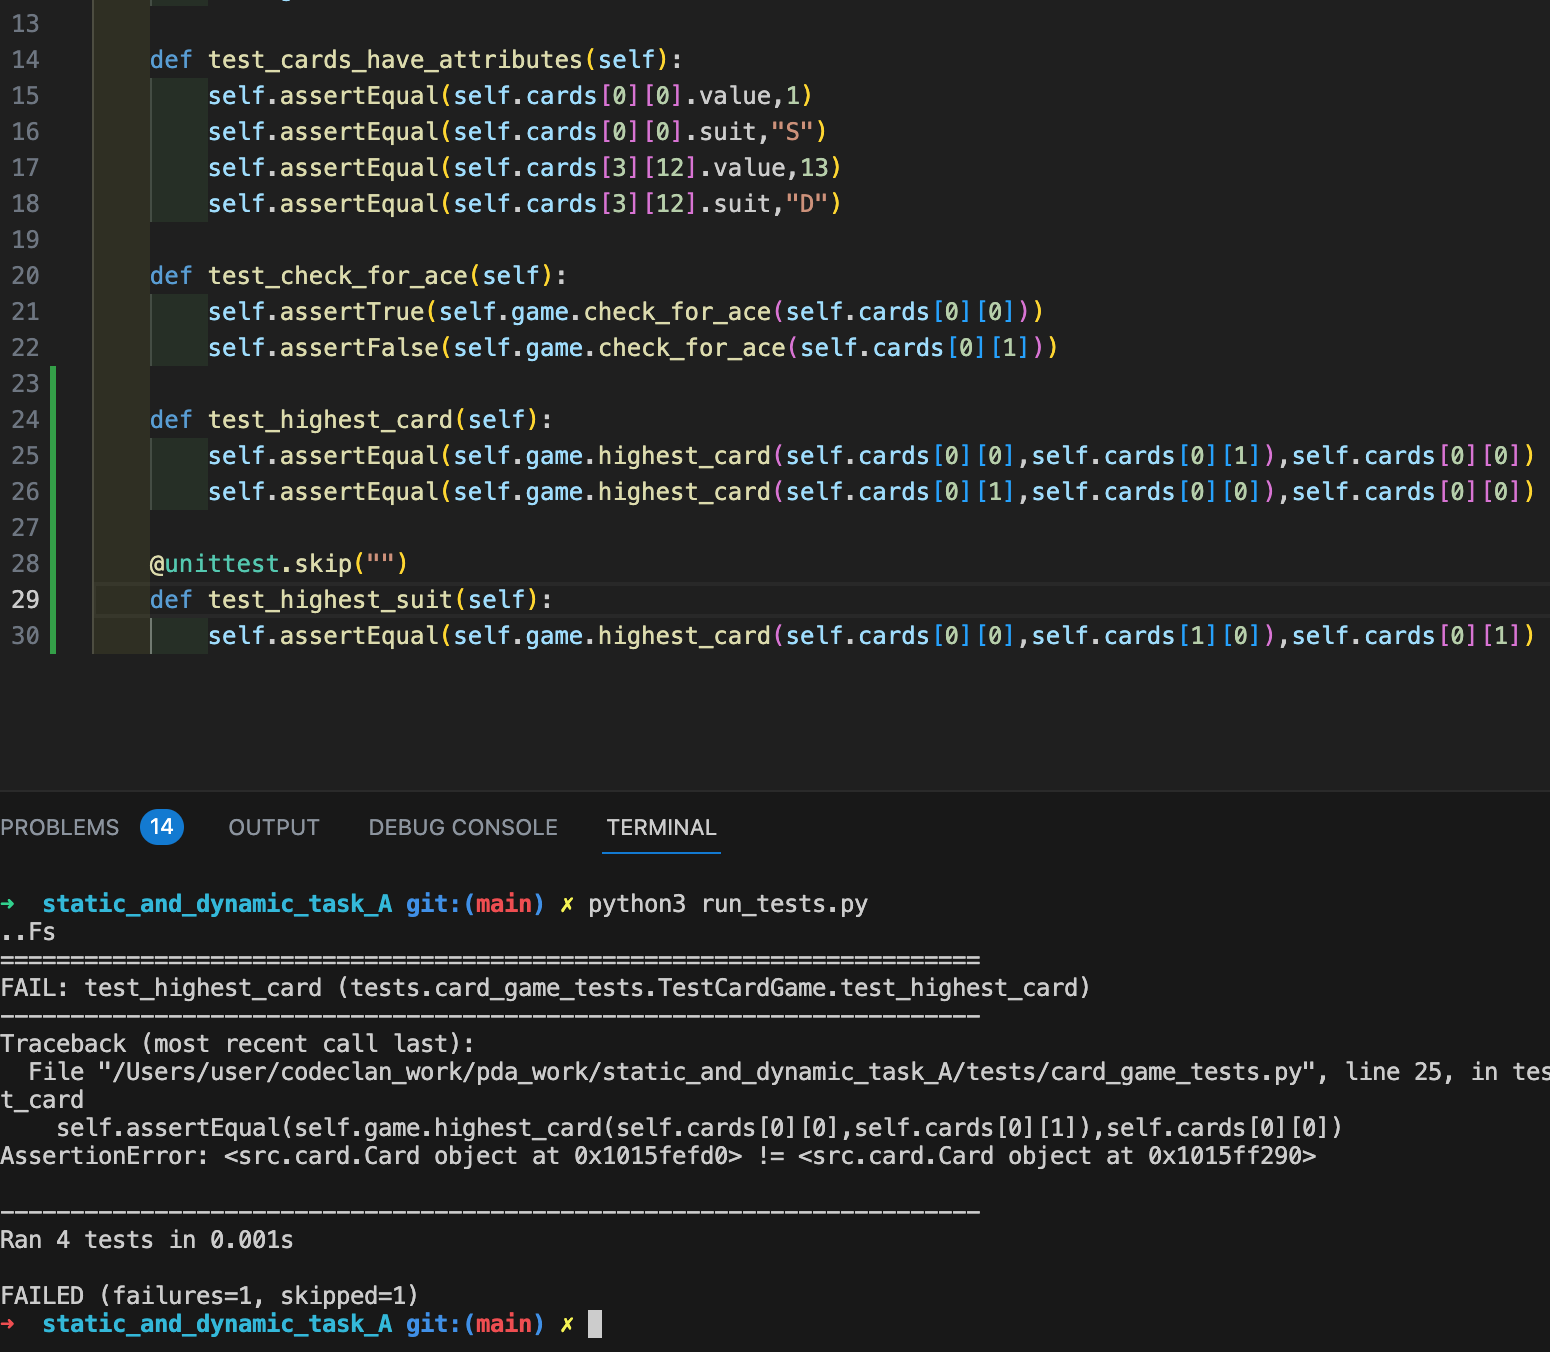 13
14 def test_cards_have_attributes(self):
15 self.assertEqual(self.cards[0][0].value,1)
16 self.assertEqual(self.cards[0][0].suit,"S")
17 self.assertEqual(self.cards[3][12].value,13)
18 self.assertEqual(self.cards[3][12].suit,"D")
19
20 def test_check_for_ace(self):
21 self.assertTrue(self.game.check_for_ace(self.cards[0][0]))
22 self.assertFalse(self.game.check_for_ace(self.cards[0][1]))
23
24 def test_highest_card(self):
25 self.assertEqual(self.game.highest_card(self.cards[0][0],self.cards[0][1]),self.cards[0][0])
26 self.assertEqual(self.game.highest_card(self.cards[0][1],self.cards[0][0]),self.cards[0][0])
27
28 @unittest.skip("")
29 def test_highest_suit(self):
30 self.assertEqual(self.game.highest_card(self.cards[0][0],self.cards[1][0]),self.cards[0][1])
PROBLEMS 14 OUTPUT DEBUG CONSOLE TERMINAL
➜ static_and_dynamic_task_A git:(main) ✗ python3 run_tests.py
..Fs
======================================================================
FAIL: test_highest_card (tests.card_game_tests.TestCardGame.test_highest_card)
----------------------------------------------------------------------
Traceback (most recent call last):
File "/Users/user/codeclan_work/pda_work/static_and_dynamic_task_A/tests/card_game_tests.py", line 25, in tes
t_card
self.assertEqual(self.game.highest_card(self.cards[0][0],self.cards[0][1]),self.cards[0][0])
AssertionError: <src.card.Card object at 0x1015fefd0> != <src.card.Card object at 0x1015ff290>
----------------------------------------------------------------------
Ran 4 tests in 0.001s
FAILED (failures=1, skipped=1)
➜ static_and_dynamic_task_A git:(main) ✗